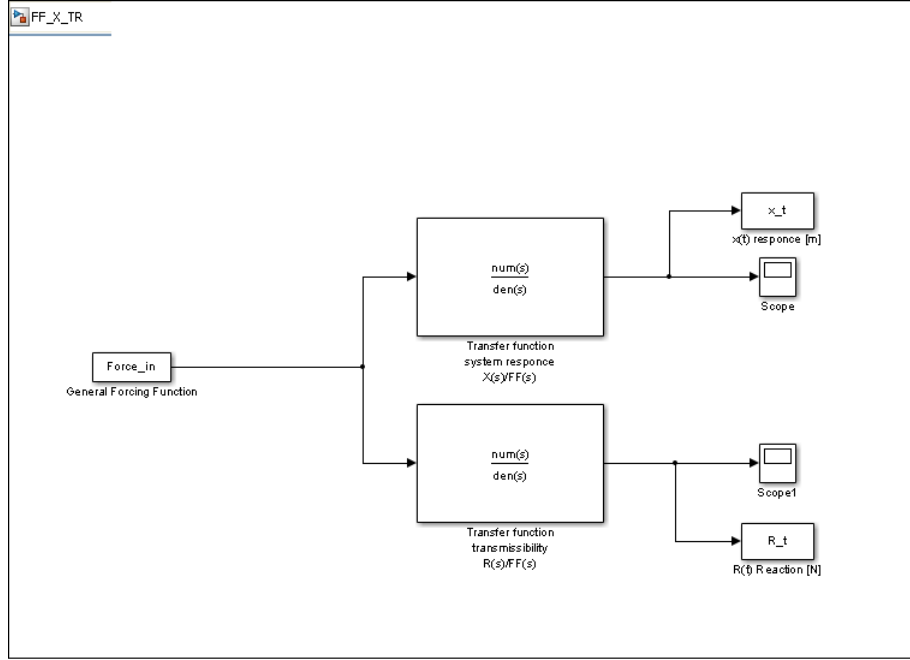 FF_X_TR
x_t
x(t) responce [m]
num(s)
den(s)
Scope
Transfer function
system responce
X(s)/FF(s)
Force_in
General Forcing Function
num(s)
den(s)
Scope1
Transfer function
transmissibility
R(s)/FF(s)
R_t
R(t) Reaction [N]